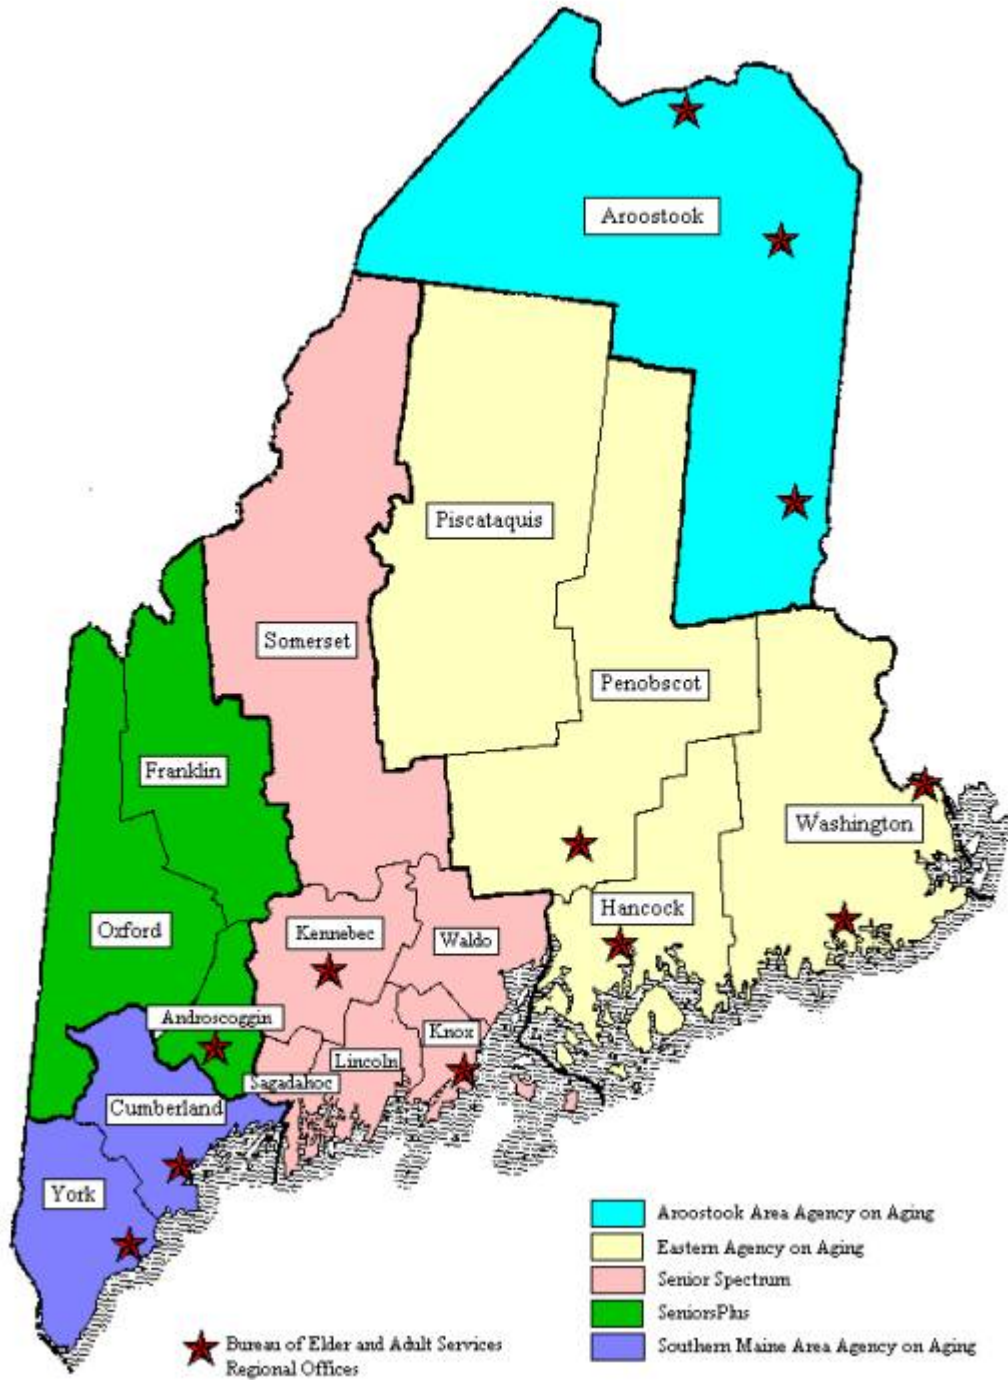 Aroostook
Piscataquis
Somerset
Penobscot
Franklin
Washington
Oxford
Kennebec
Waldo
Hancock
Androscoggin
Knox
Lincoln
Sagadahoc
Cumberland
York
Aroostook Area Agency on Aging
Eastern Agency on Aging
Senior Spectrum
SeniorsPlus
Southern Maine Area Agency on Aging
Bureau of Elder and Adult Services
Regional Offices